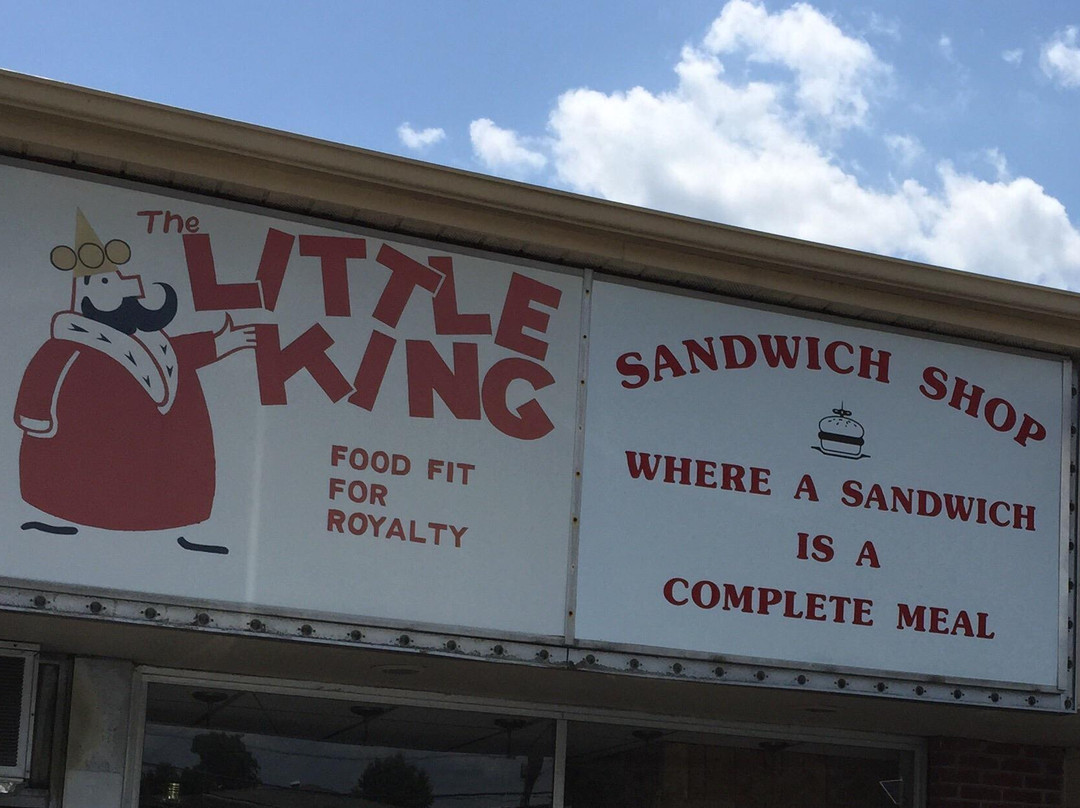 The
LITTLE
KING
FOOD FIT
FOR
ROYALTY
SANDWICH SHOP
WHERE A SANDWICH
IS A
COMPLETE MEAL